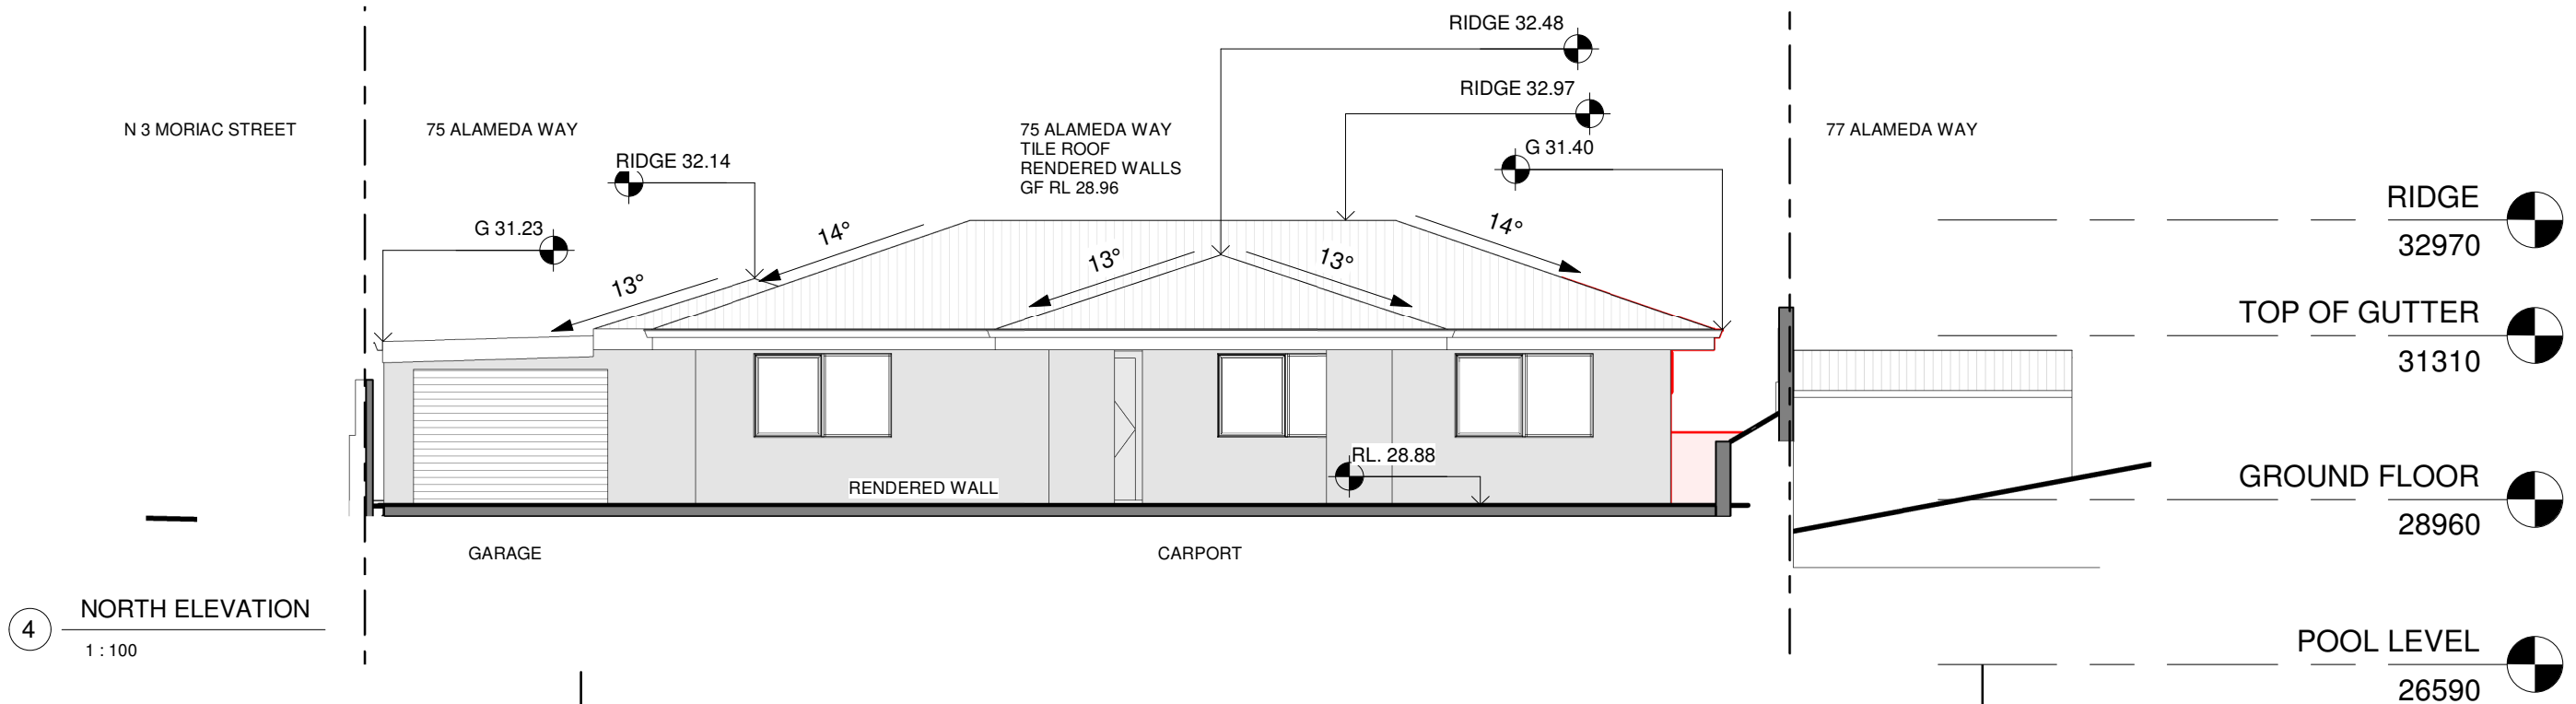 RIDGE 32.48
RIDGE 32.97
N 3 MORIAC STREET
75 ALAMEDA WAY
75 ALAMEDA WAY
TILE ROOF
RENDERED WALLS
GF RL 28.96
G 31.40
77 ALAMEDA WAY
RIDGE 32.14
G 31.23
14°
13°
13°
13°
14°
RIDGE
32970
TOP OF GUTTER
31310
RL. 28.88
RENDERED WALL
GROUND FLOOR
28960
GARAGE
CARPORT
4
NORTH ELEVATION
1 : 100
POOL LEVEL
26590